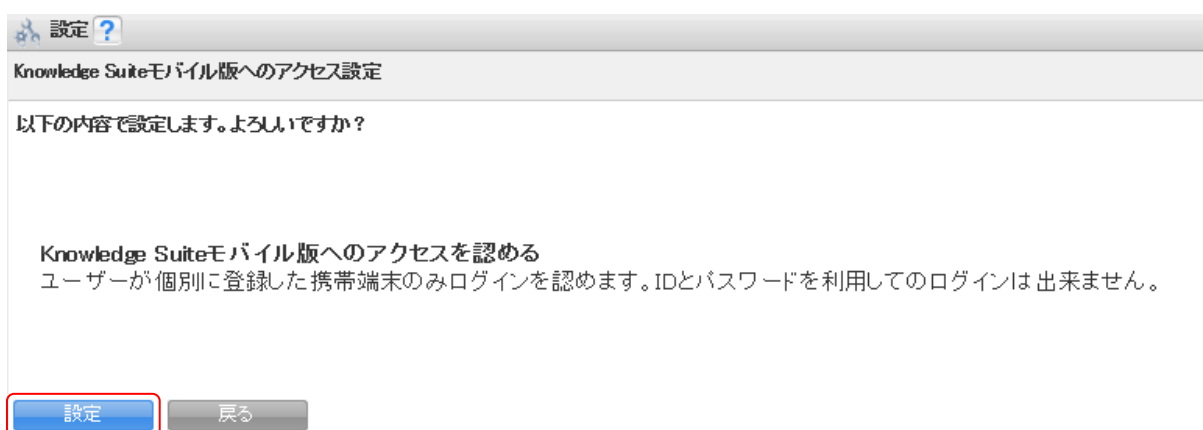 設定 ?
Knowledge Suiteモバイル版へのアクセス設定
以下の内容で設定します。よろしいですか？
Knowledge Suiteモバイル版へのアクセスを認める
ユーザーが個別に登録した携帯端末のみログインを認めます。IDとパスワードを利用してのログインは出来ません。
設定 戻る